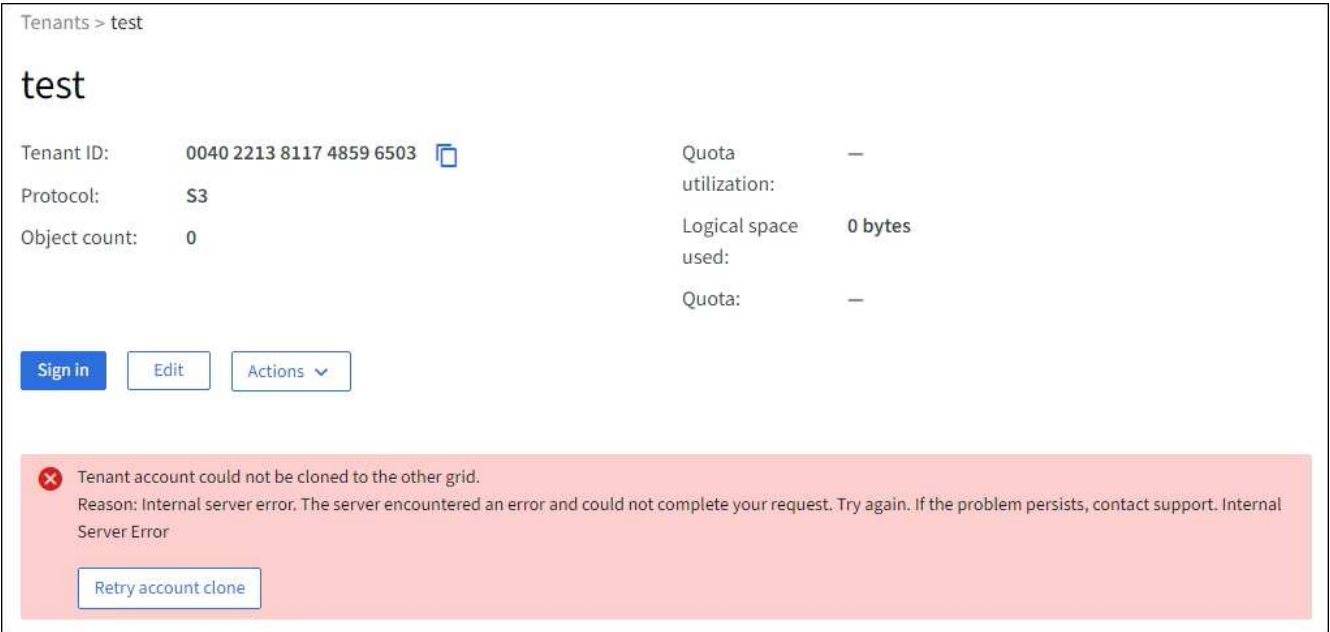 Tenants > test
test
Tenant ID: 0040 2213 8117 4859 6503
Protocol: S3
Object count: 0
Quota utilization: —
Logical space used: 0 bytes
Quota: —
Sign in Edit Actions
Tenant account could not be cloned to the other grid.
Reason: Internal server error. The server encountered an error and could not complete your request. Try again. If the problem persists, contact support. Internal
Server Error
Retry account clone